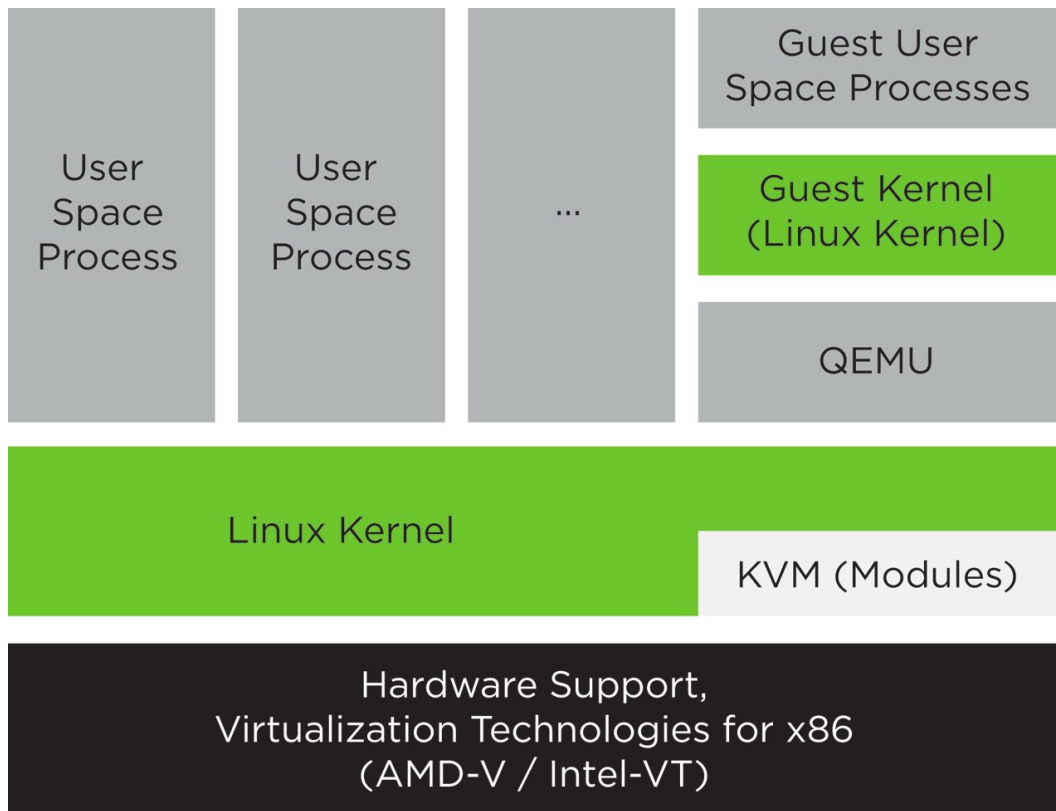 User
Space
Process
User
Space
Process
...
Guest User
Space Processes
Guest Kernel
(Linux Kernel)
QEMU
Linux Kernel
KVM (Modules)
Hardware Support,
Virtualization Technologies for x86
(AMD-V / Intel-VT)